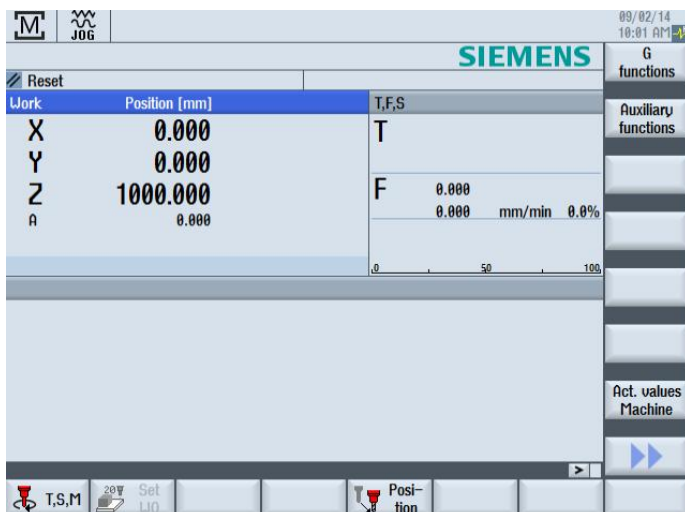 M
JOG
09/02/14
10:01 AM
SIEMENS
G
functions
Reset
Work Position [mm]
T,F,S
Auxiliary
functions
X 0.000
T
Y 0.000
Z 1000.000
F 0.000
0.000 mm/min 0.0%
A 0.000
0 50 100
Act. values
Machine
>
T,S,M
Set
Posi-
tion